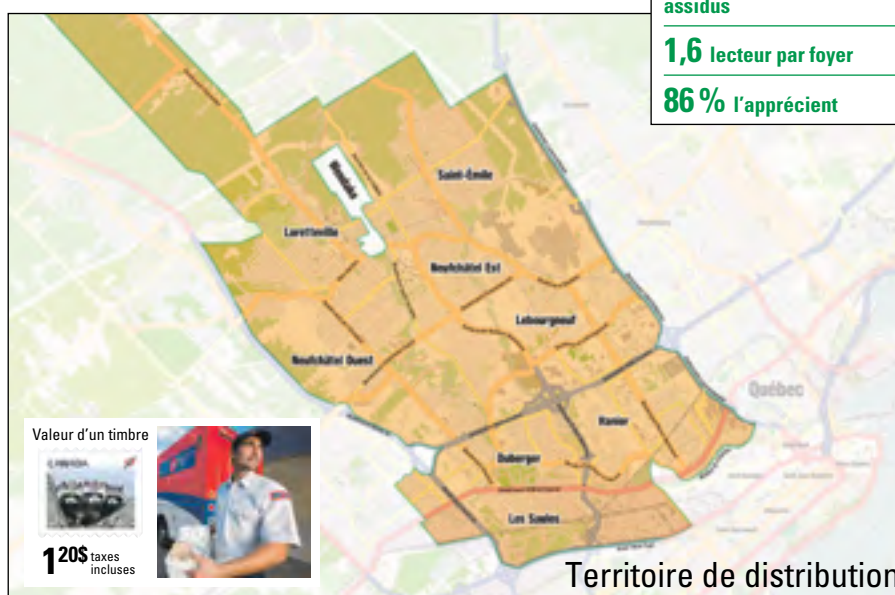 assidus
1,6 lecteur par foyer
86 % l'apprécient
Saint-Émile
Wendake
Loretteville
Neufchâtel Est
Lebourgneuf
Neufchâtel Ouest
Québec
Vanier
Duberger
Les Saules
Valeur d'un timbre
CANADA
1 20$ taxes
incluses
Territoire de distribution